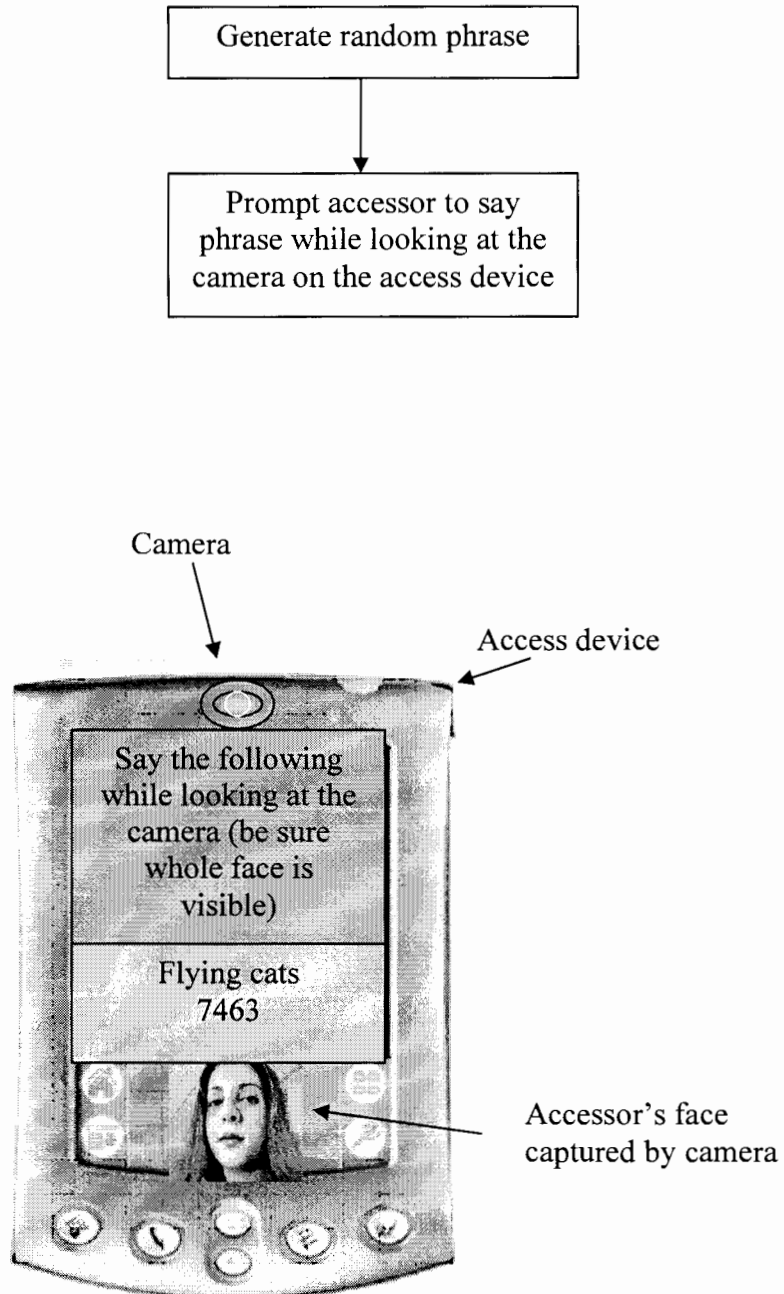 Generate random phrase
Prompt accessor to say
phrase while looking at the
camera on the access device
Camera
Access device
Say the following
while looking at the
camera (be sure
whole face is
visible)
Flying cats
7463
Accessor's face
captured by camera